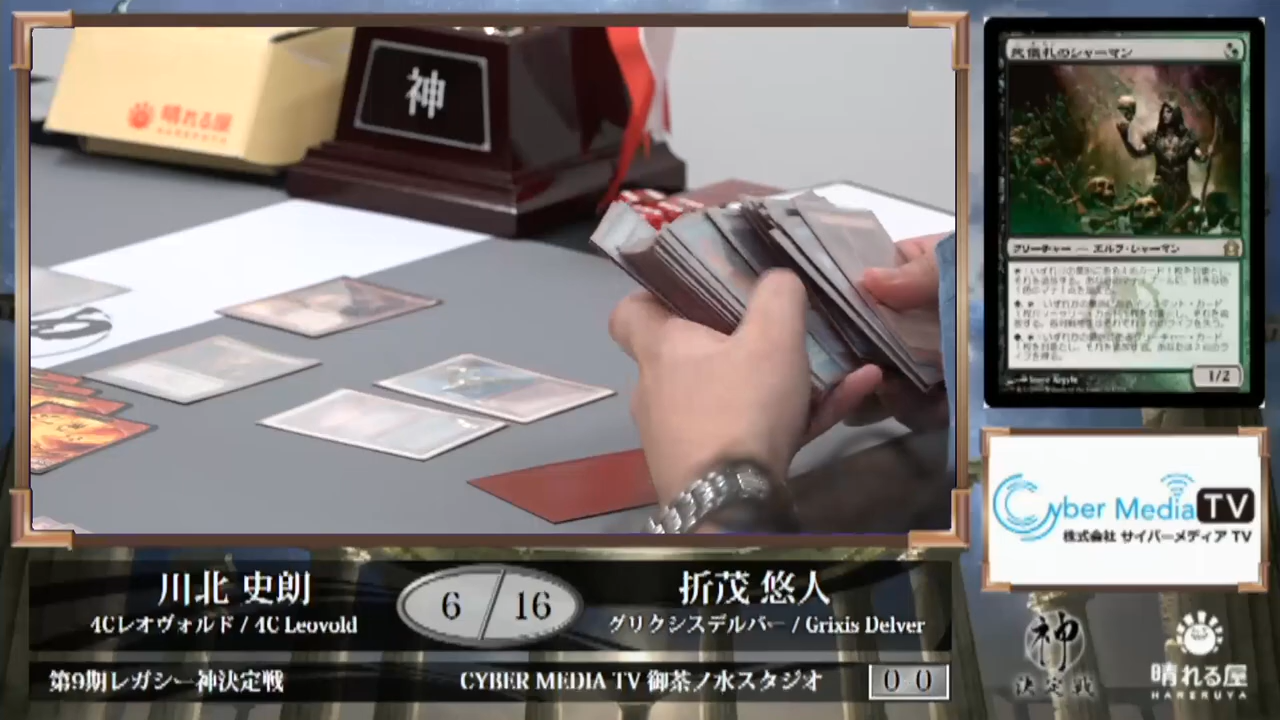 神
晴れる屋
HARERUYA
死儀礼のシャーマン
クリーチャー — エルフ・シャーマン
1/2
Cyber Media TV
株式会社 サイバーメディア TV
川北 史朗
4Cレオヴォルド / 4C Leovold
6 / 16
折茂 悠人
グリクシスデルバー / Grixis Delver
第9期レガシー神決定戦
CYBER MEDIA TV 御茶ノ水スタジオ
0 0
神
決定戦
晴れる屋
HARERUYA